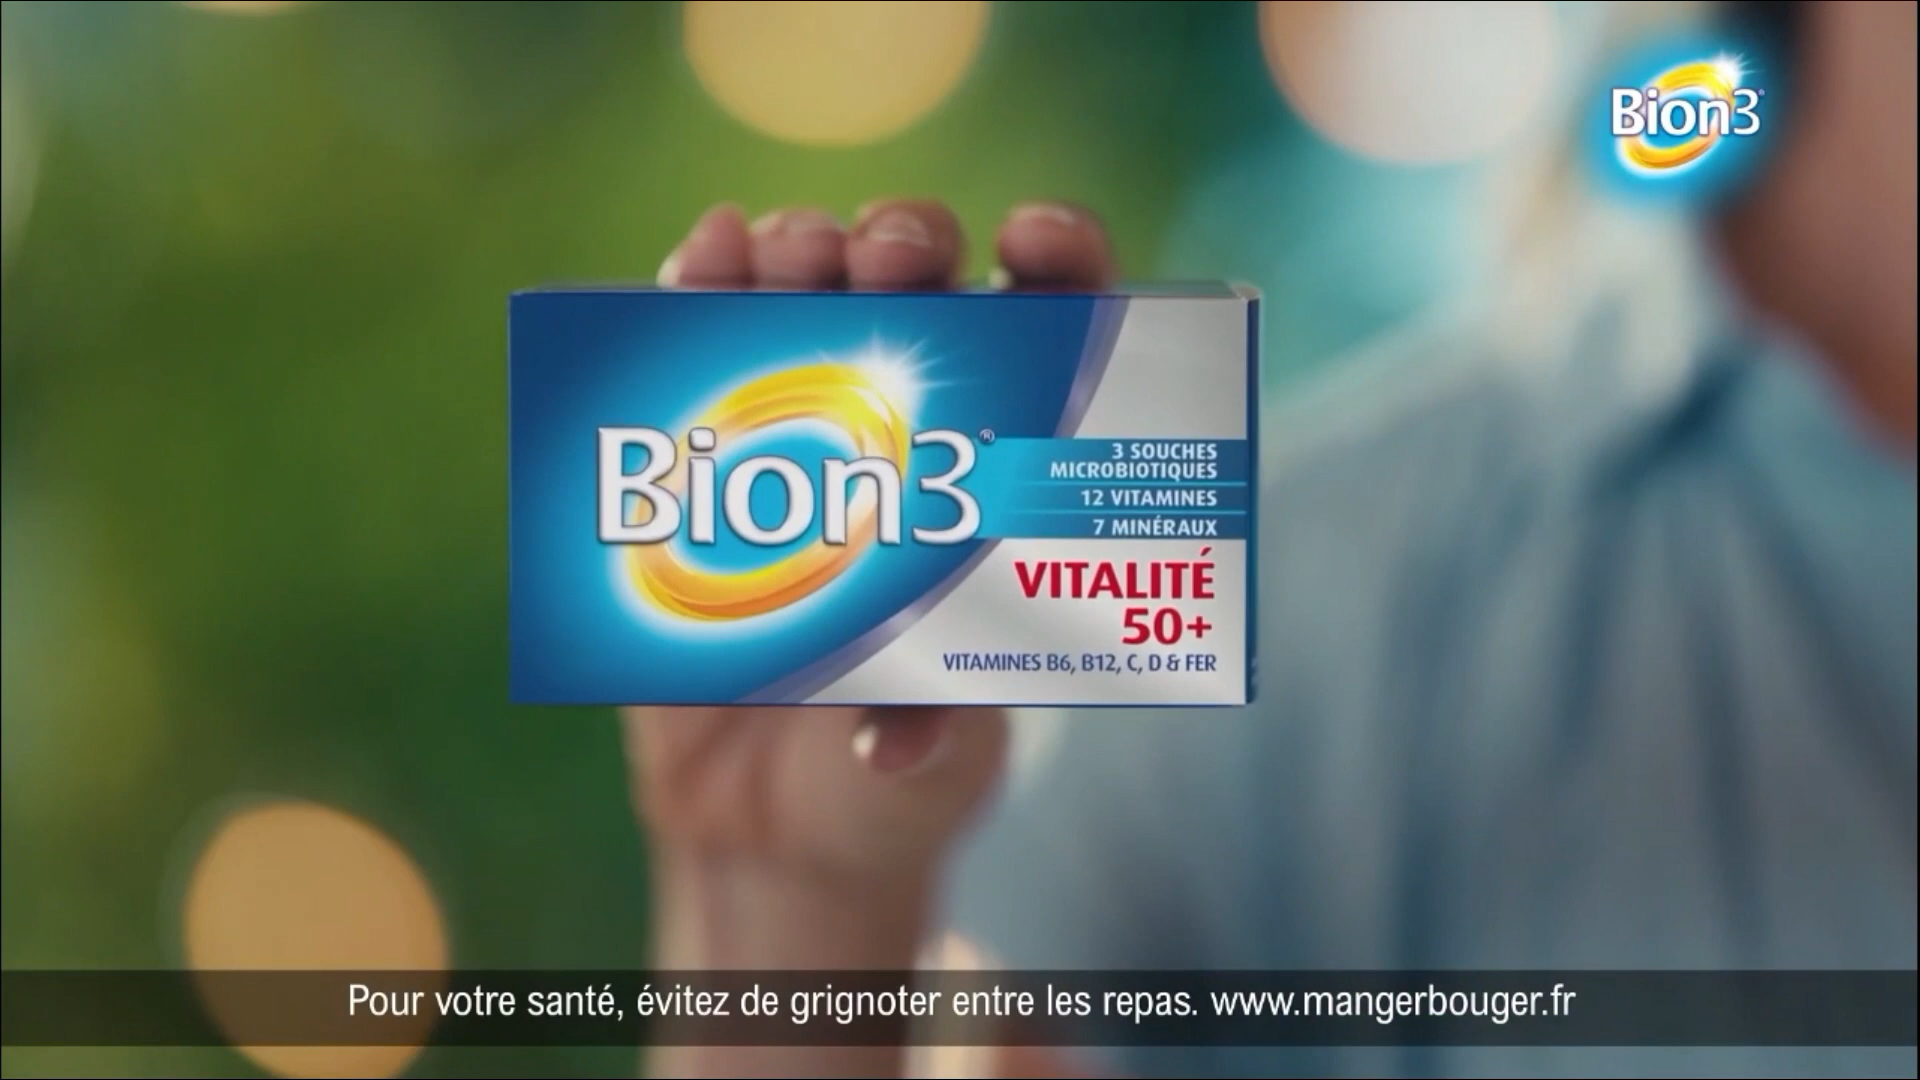 Bion3
Bion3®
3 SOUCHES
MICROBIOTIQUES
12 VITAMINES
7 MINÉRAUX
VITALITÉ
50+
VITAMINES B6, B12, C, D & FER
Pour votre santé, évitez de grignoter entre les repas. www.mangerbouger.fr